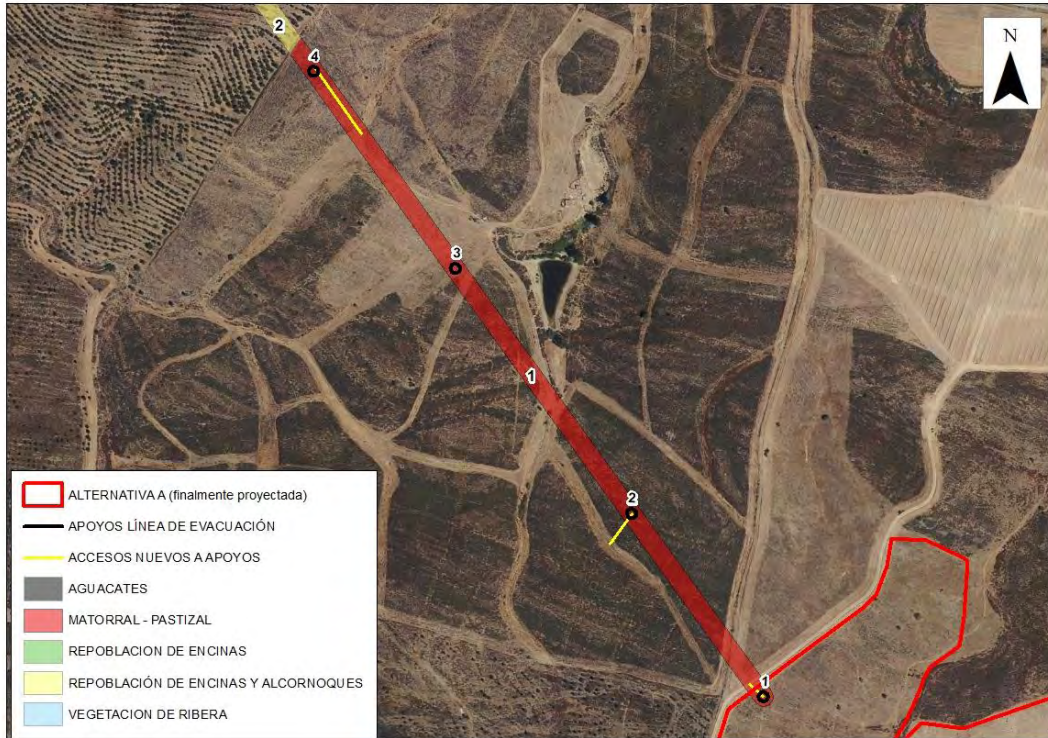 2
4
N
3
1
2
1
ALTERNATIVA A (finalmente proyectada)
APOYOS LÍNEA DE EVACUACIÓN
ACCESOS NUEVOS A APOYOS
AGUACATES
MATORRAL - PASTIZAL
REPOBLACION DE ENCINAS
REPOBLACIÓN DE ENCINAS Y ALCORNOQUES
VEGETACION DE RIBERA